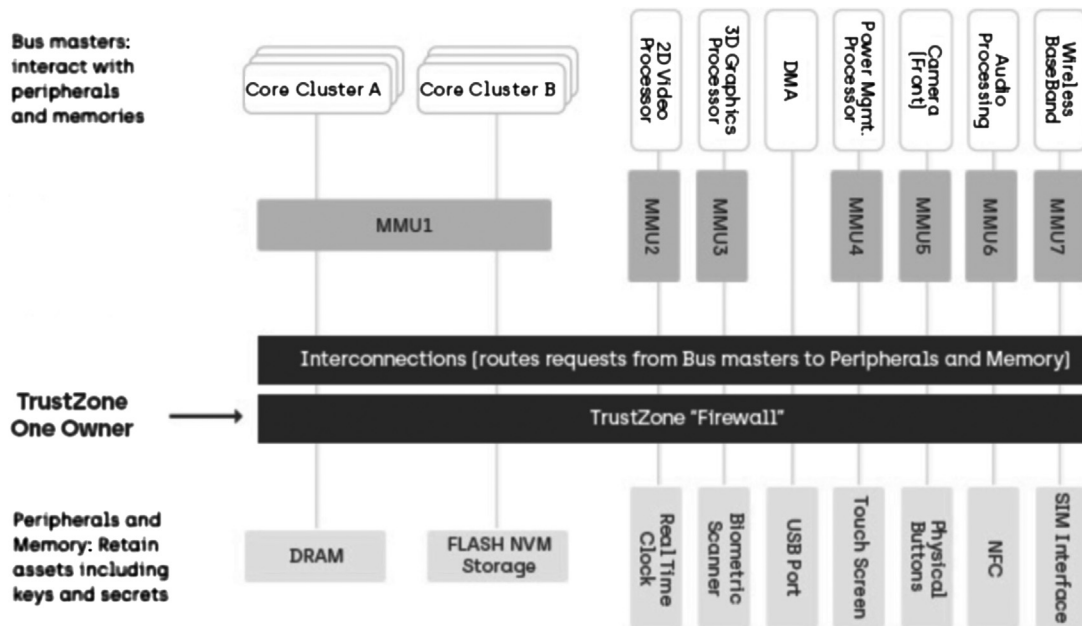 Bus masters:
interact with
peripherals
and memories
Core Cluster A
Core Cluster B
2D Video
Processor
3D Graphics
Processor
DMA
Power Mgmt.
Processor
Camera
(Front)
Audio
Processing
Wireless
BaseBand
MMU1
MMU2
MMU3
MMU4
MMU5
MMU6
MMU7
Interconnections (routes requests from Bus masters to Peripherals and Memory)
TrustZone
One Owner
TrustZone "Firewall"
Peripherals and
Memory: Retain
assets including
keys and secrets
DRAM
FLASH NVM
Storage
Real Time
Clock
Biometric
Scanner
USB Port
Touch Screen
Physical
Buttons
NFC
SIM Interface